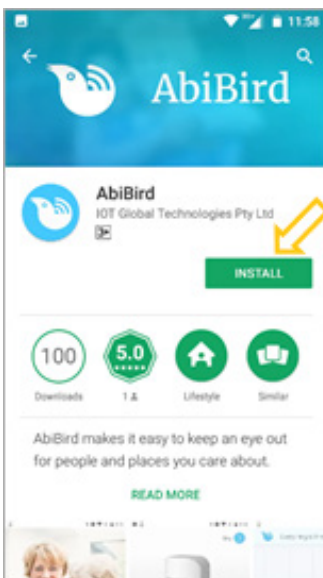 11:58
AbiBird
AbiBird
IOT Global Technologies Pty Ltd
3+
INSTALL
100
5.0
Downloads
1
Lifestyle
Similar
AbiBird makes it easy to keep an eye out
for people and places you care about.
READ MORE